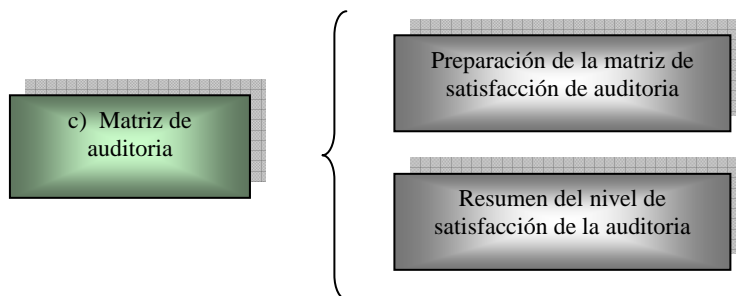 c) Matriz de
auditoria
Preparación de la matriz de
satisfacción de auditoria
Resumen del nivel de
satisfacción de la auditoria